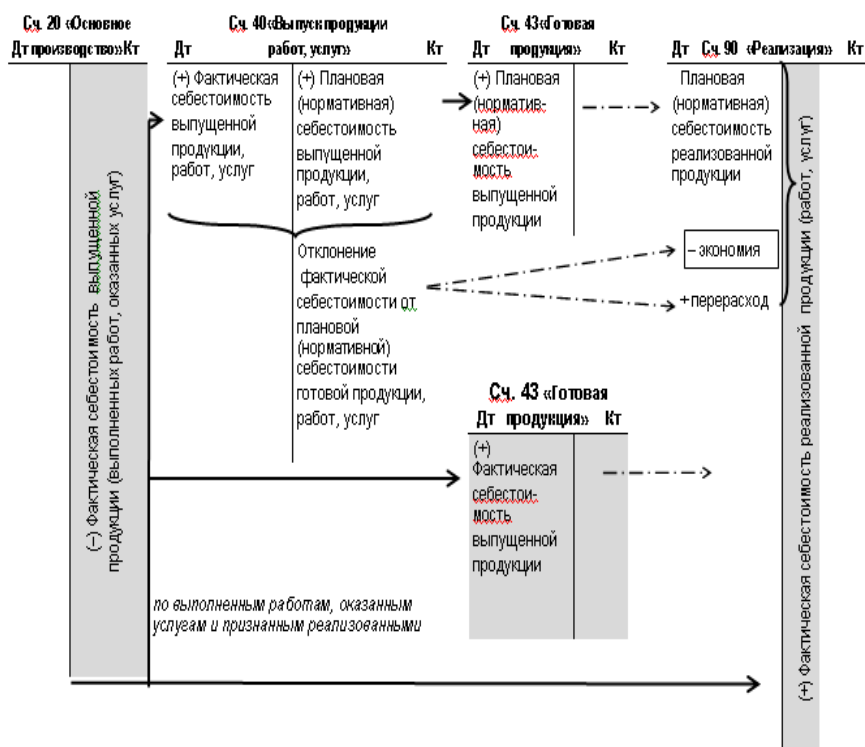 Сч. 20 «Основное
Дт производство»Кт
(–) Фактическая себестоимость выпущенной
продукции (выполненных работ, оказанных услуг)
Сч. 40«Выпуск продукции
Дт работ, услуг» Кт
(+) Фактическая
себестоимость
выпущенной
продукции,
работ, услуг
(+) Плановая
(нормативная)
себестоимость
выпущенной
продукции,
работ, услуг
Отклонение
фактической
себестоимости от
плановой
(нормативной)
себестоимости
готовой продукции,
работ, услуг
Сч. 43«Готовая
Дт продукция» Кт
(+) Плановая
(норматив-
ная)
себестои-
мость
выпущенной
продукции
Дт Сч. 90 «Реализация» Кт
Плановая
(нормативная)
себестоимость
реализованной
продукции
– экономия
+ перерасход
(+) Фактическая себестоимость реализованной продукции (работ, услуг)
Сч. 43 «Готовая
Дт продукция» Кт
(+)
Фактическая
себестои-
мость
выпущенной
продукции
по выполненным работам, оказанным
услугам и признанным реализованными